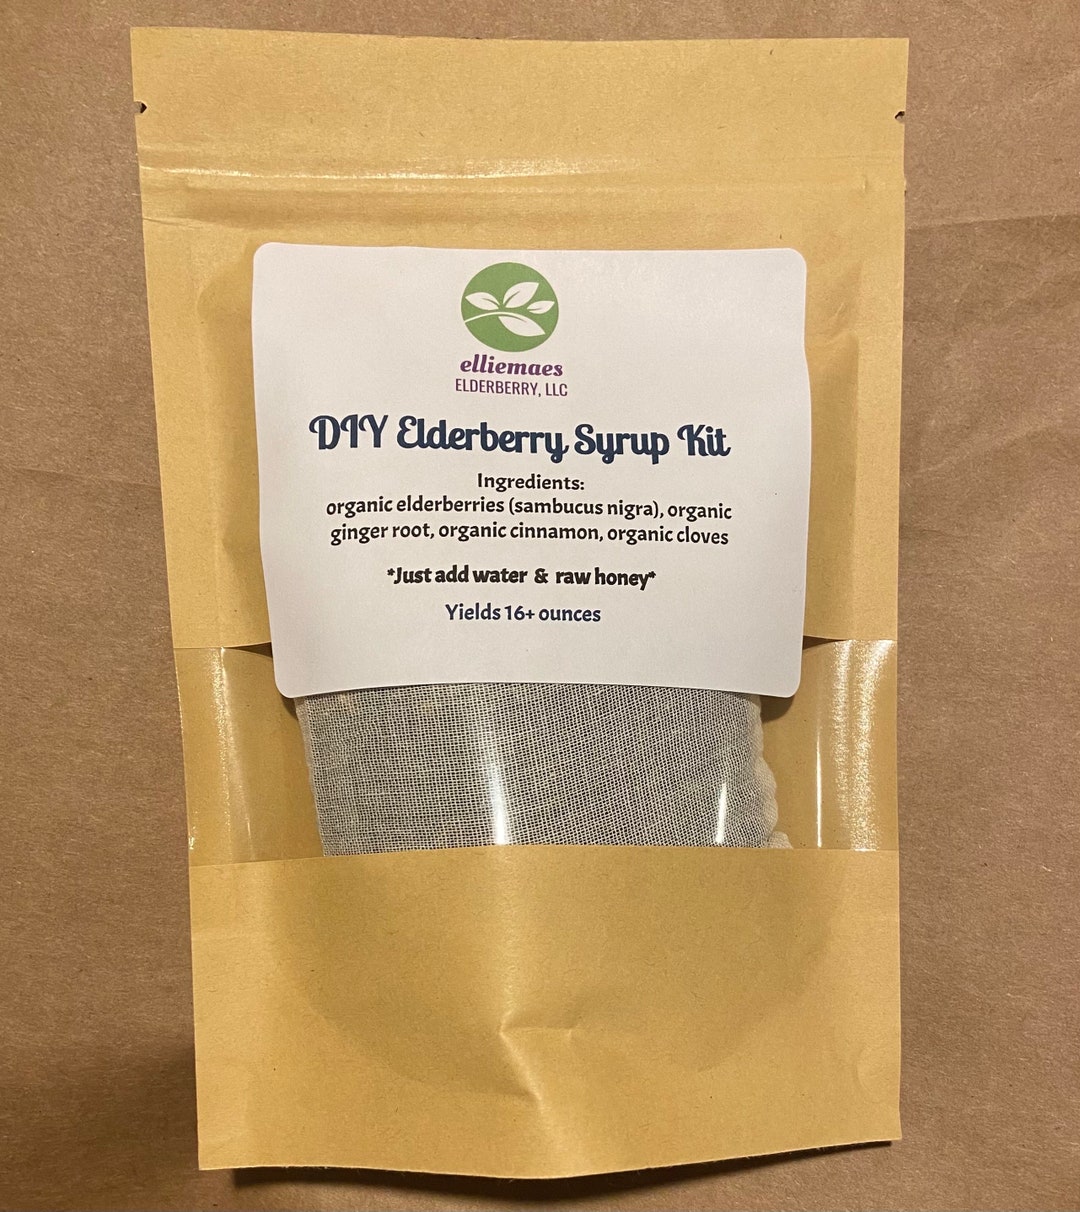 elliemaes
ELDERBERRY, LLC
DIY Elderberry Syrup Kit
Ingredients:
organic elderberries (sambucus nigra), organic
ginger root, organic cinnamon, organic cloves
*Just add water & raw honey*
Yields 16+ ounces